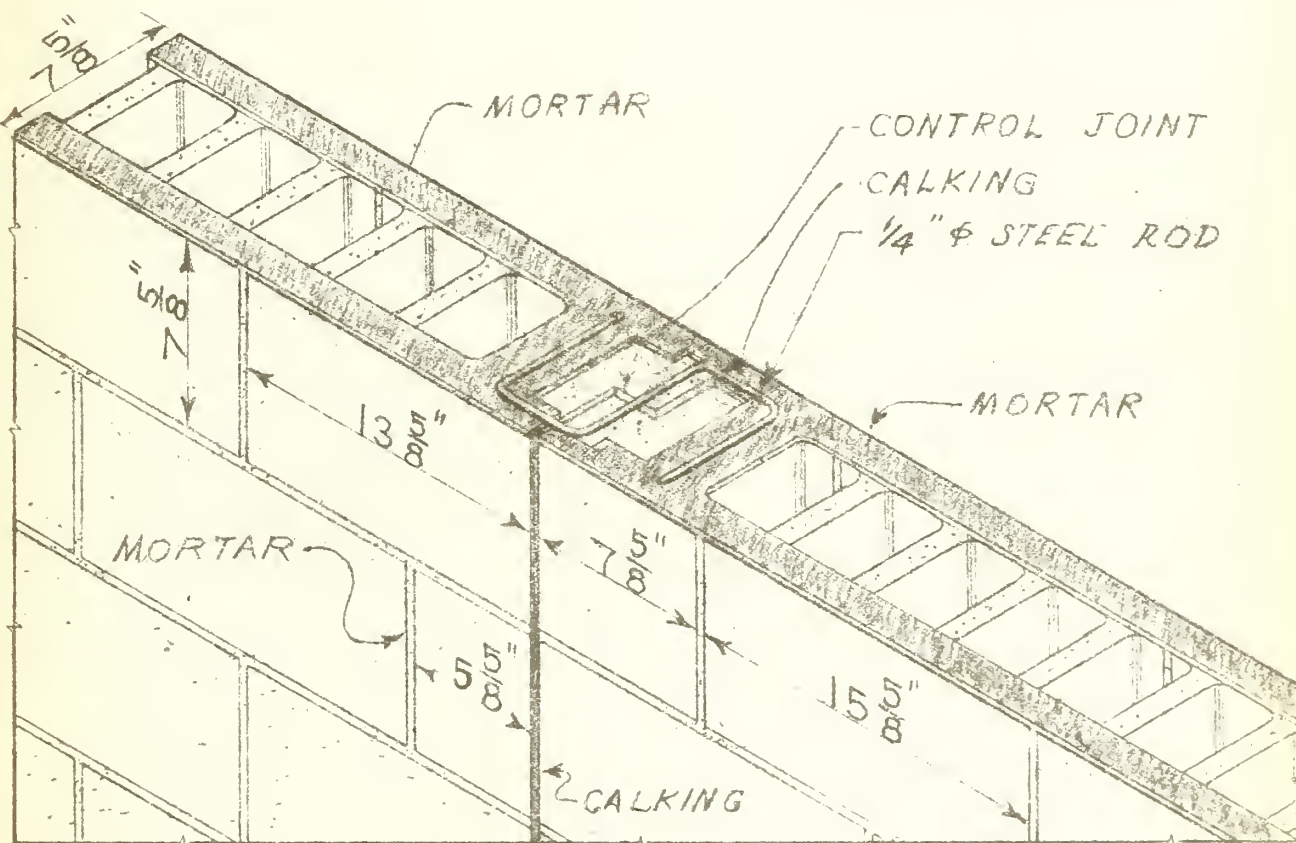 7 5/8"
MORTAR
CONTROL JOINT
CALKING
1/4" ϕ STEEL ROD
7 5/8"
MORTAR
13 5/8"
MORTAR
7 5/8"
5 5/8"
15 5/8"
CALKING